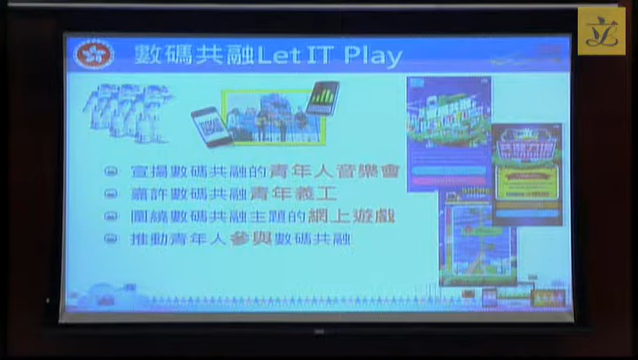 數碼共融Let IT Play
宣揚數碼共融的青年人音樂會
嘉許數碼共融青年義工
圍繞數碼共融主題的網上遊戲
推動青年人參與數碼共融